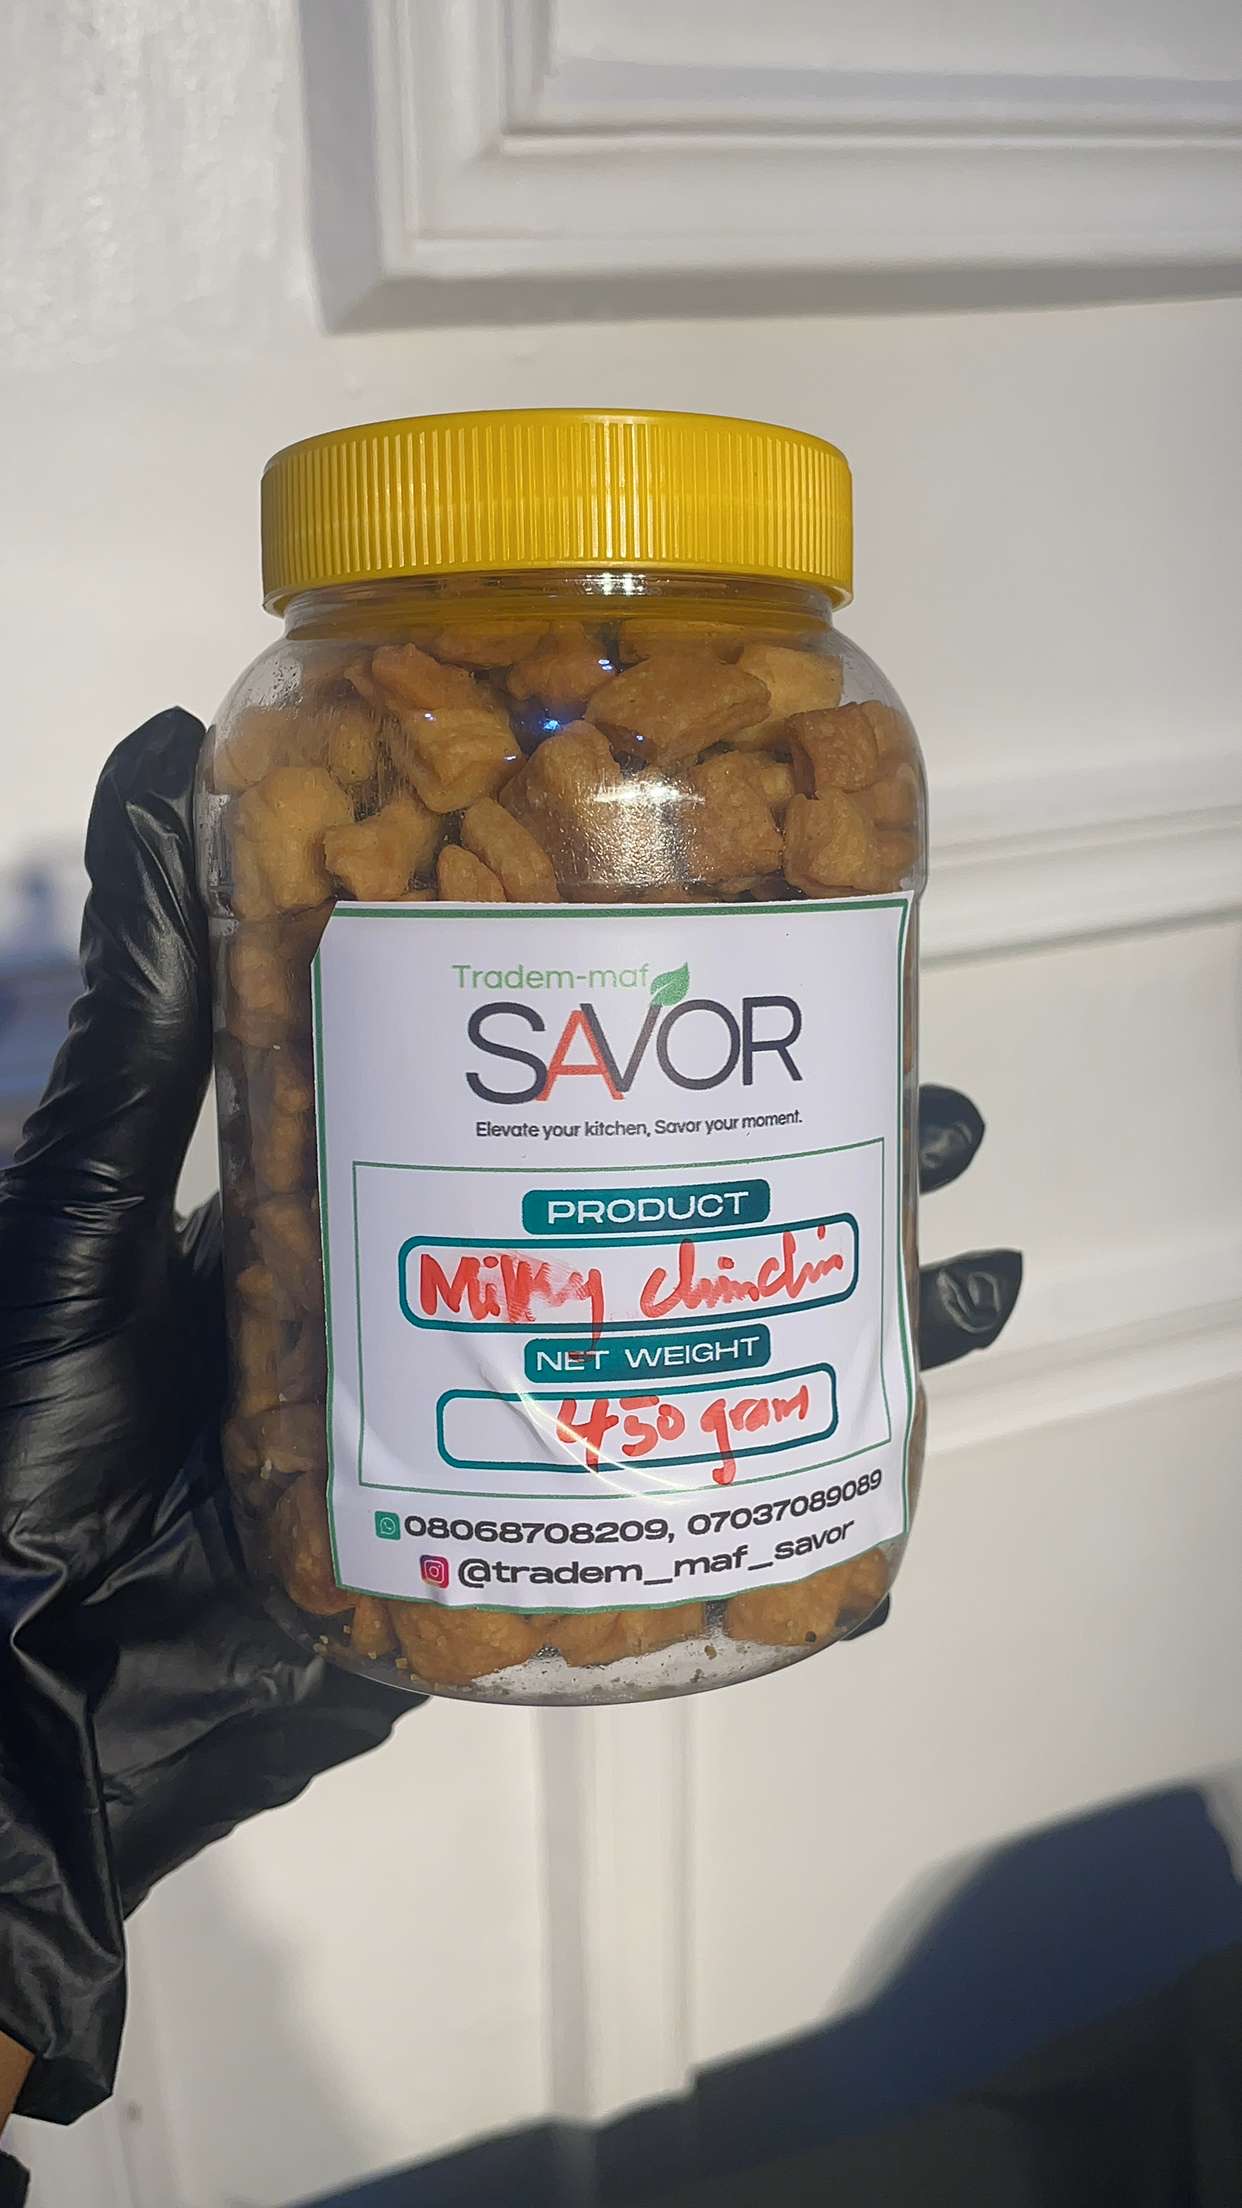 Tradem-maf
SAVOR
Elevate your kitchen, Savor your moment.
PRODUCT
Milky chinchin
NET WEIGHT
450 gram
08068708209, 07037089089
@tradem_maf_savor